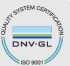 QUALITY SYSTEM CERTIFICATION
DNV·GL
ISO 9001